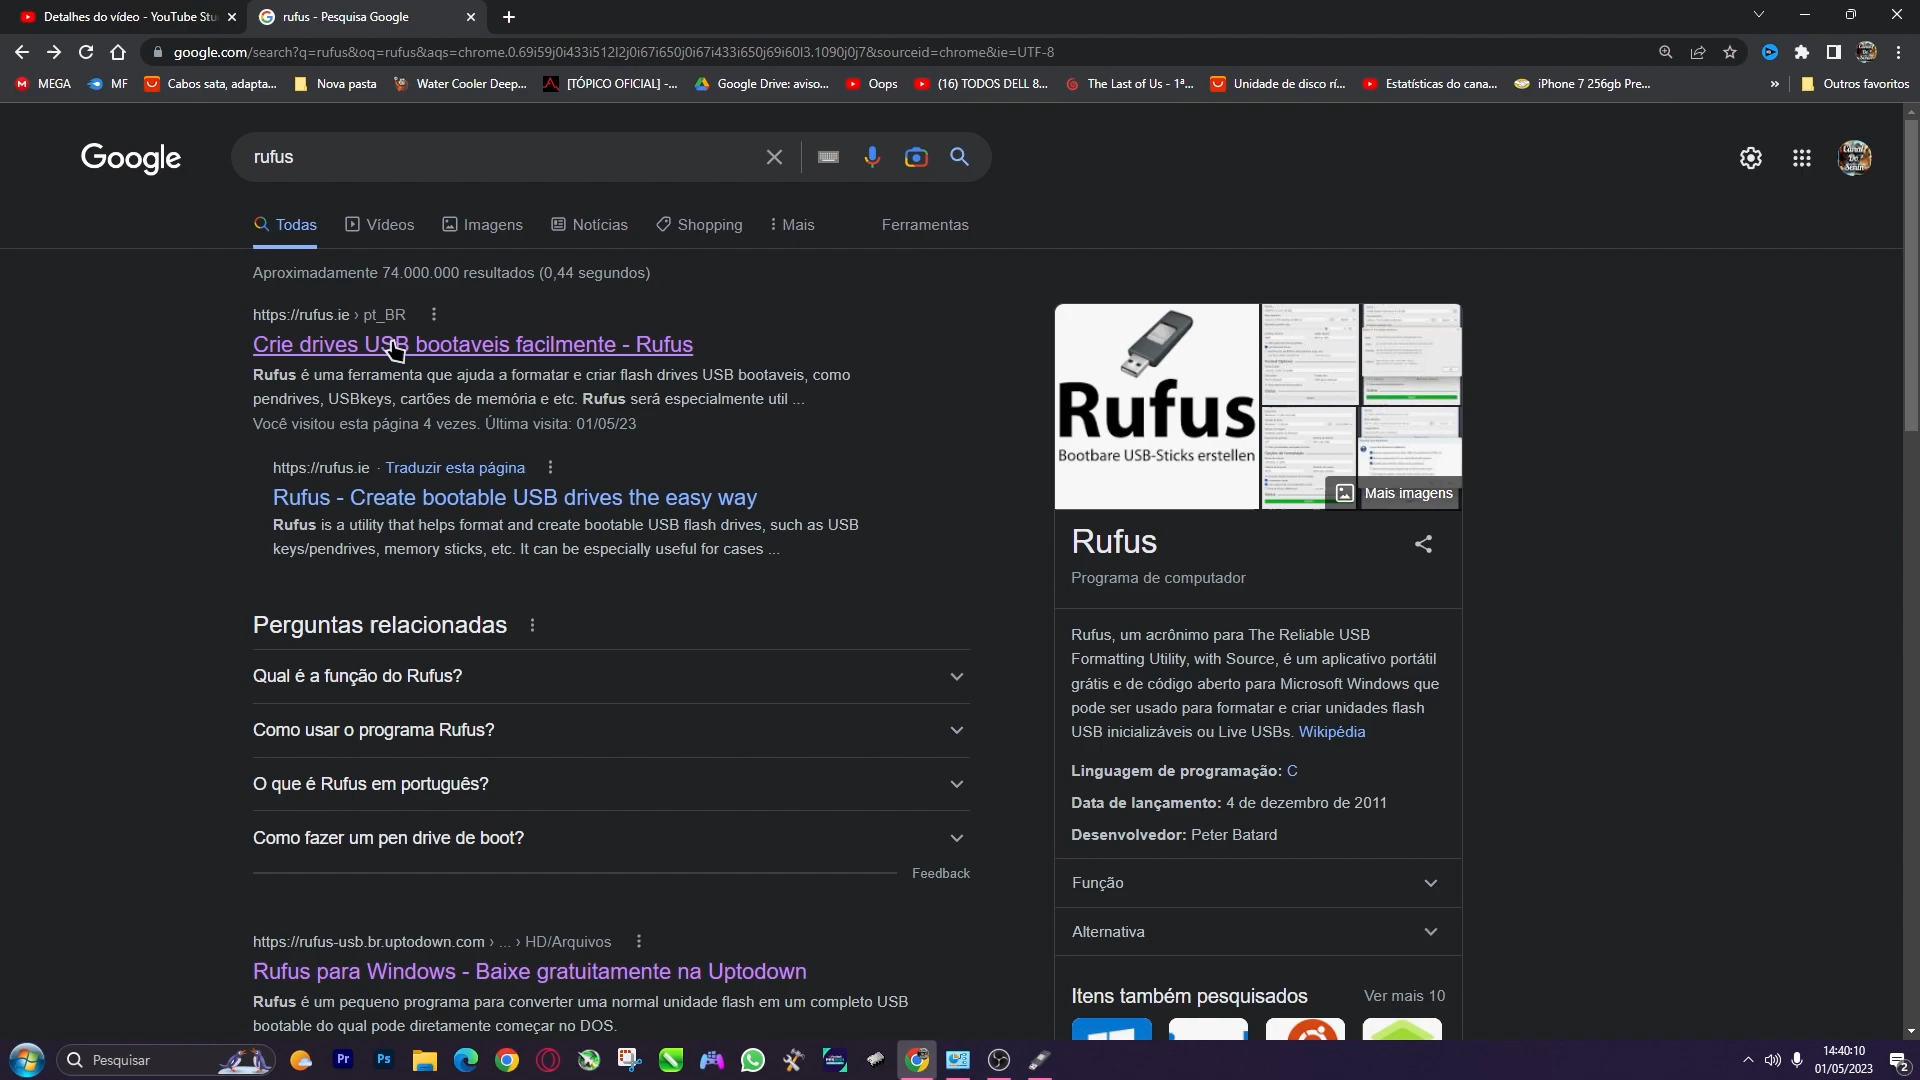 Detalhes do vídeo - YouTube Stu
rufus - Pesquisa Google
google.com/search?q=rufus&oq=rufus&aqs=chrome.0.69i59j0i433i512l2j0i67i650j0i67i433i650j69i60l3.1090j0j7&sourceid=chrome&ie=UTF-8
MEGA
MF
Cabos sata, adapta...
Nova pasta
Water Cooler Deep...
[TÓPICO OFICIAL] -...
Google Drive: aviso...
Oops
(16) TODOS DELL 8...
The Last of Us - 1ª...
Unidade de disco rí...
Estatísticas do cana...
iPhone 7 256gb Pre...
»
Outros favoritos
Google
rufus
Todas
Vídeos
Imagens
Notícias
Shopping
Mais
Ferramentas
Aproximadamente 74.000.000 resultados (0,44 segundos)
https://rufus.ie › pt_BR
Crie drives USB bootaveis facilmente - Rufus
Rufus é uma ferramenta que ajuda a formatar e criar flash drives USB bootaveis, como
pendrives, USBkeys, cartões de memória e etc. Rufus será especialmente util ...
Você visitou esta página 4 vezes. Última visita: 01/05/23
https://rufus.ie · Traduzir esta página
Rufus - Create bootable USB drives the easy way
Rufus is a utility that helps format and create bootable USB flash drives, such as USB
keys/pendrives, memory sticks, etc. It can be especially useful for cases ...
Perguntas relacionadas
Qual é a função do Rufus?
Como usar o programa Rufus?
O que é Rufus em português?
Como fazer um pen drive de boot?
Feedback
https://rufus-usb.br.uptodown.com › ... › HD/Arquivos
Rufus para Windows - Baixe gratuitamente na Uptodown
Rufus é um pequeno programa para converter uma normal unidade flash em um completo USB
bootable do qual pode diretamente começar no DOS.
Rufus
Bootbare USB-Sticks erstellen
Mais imagens
Rufus
Programa de computador
Rufus, um acrônimo para The Reliable USB
Formatting Utility, with Source, é um aplicativo portátil
grátis e de código aberto para Microsoft Windows que
pode ser usado para formatar e criar unidades flash
USB inicializáveis ou Live USBs. Wikipédia
Linguagem de programação: C
Data de lançamento: 4 de dezembro de 2011
Desenvolvedor: Peter Batard
Função
Alternativa
Itens também pesquisados
Ver mais 10
Pesquisar
Pr
Ps
14:40:10
01/05/2023
2